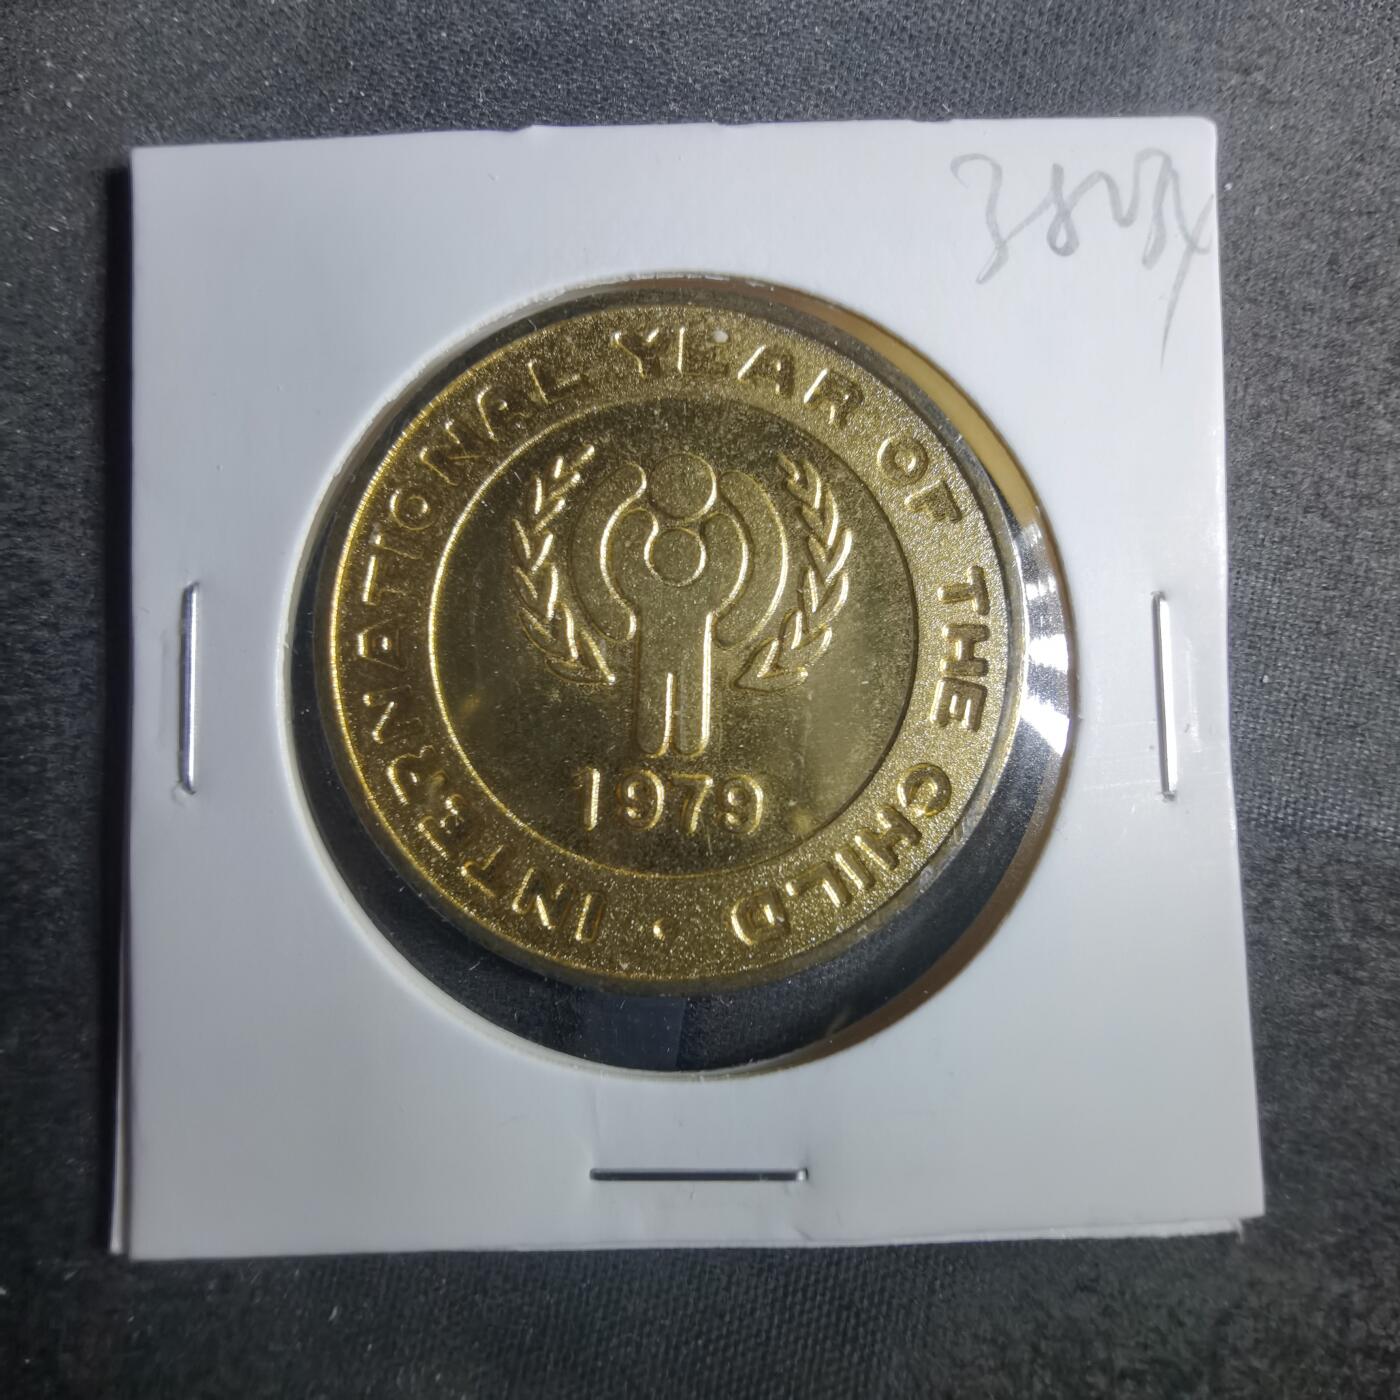 INTERNATIONAL YEAR OF THE CHILD ·
1979